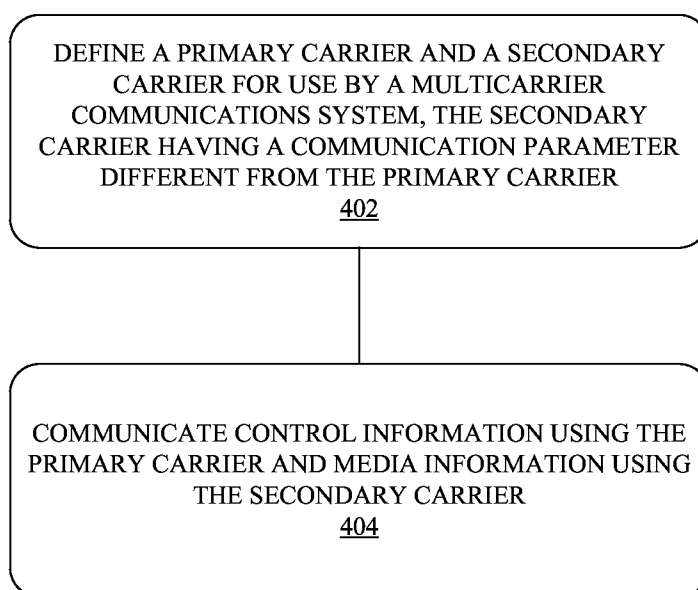 DEFINE A PRIMARY CARRIER AND A SECONDARY
CARRIER FOR USE BY A MULTICARRIER
COMMUNICATIONS SYSTEM, THE SECONDARY
CARRIER HAVING A COMMUNICATION PARAMETER
DIFFERENT FROM THE PRIMARY CARRIER
402
COMMUNICATE CONTROL INFORMATION USING THE
PRIMARY CARRIER AND MEDIA INFORMATION USING
THE SECONDARY CARRIER
404